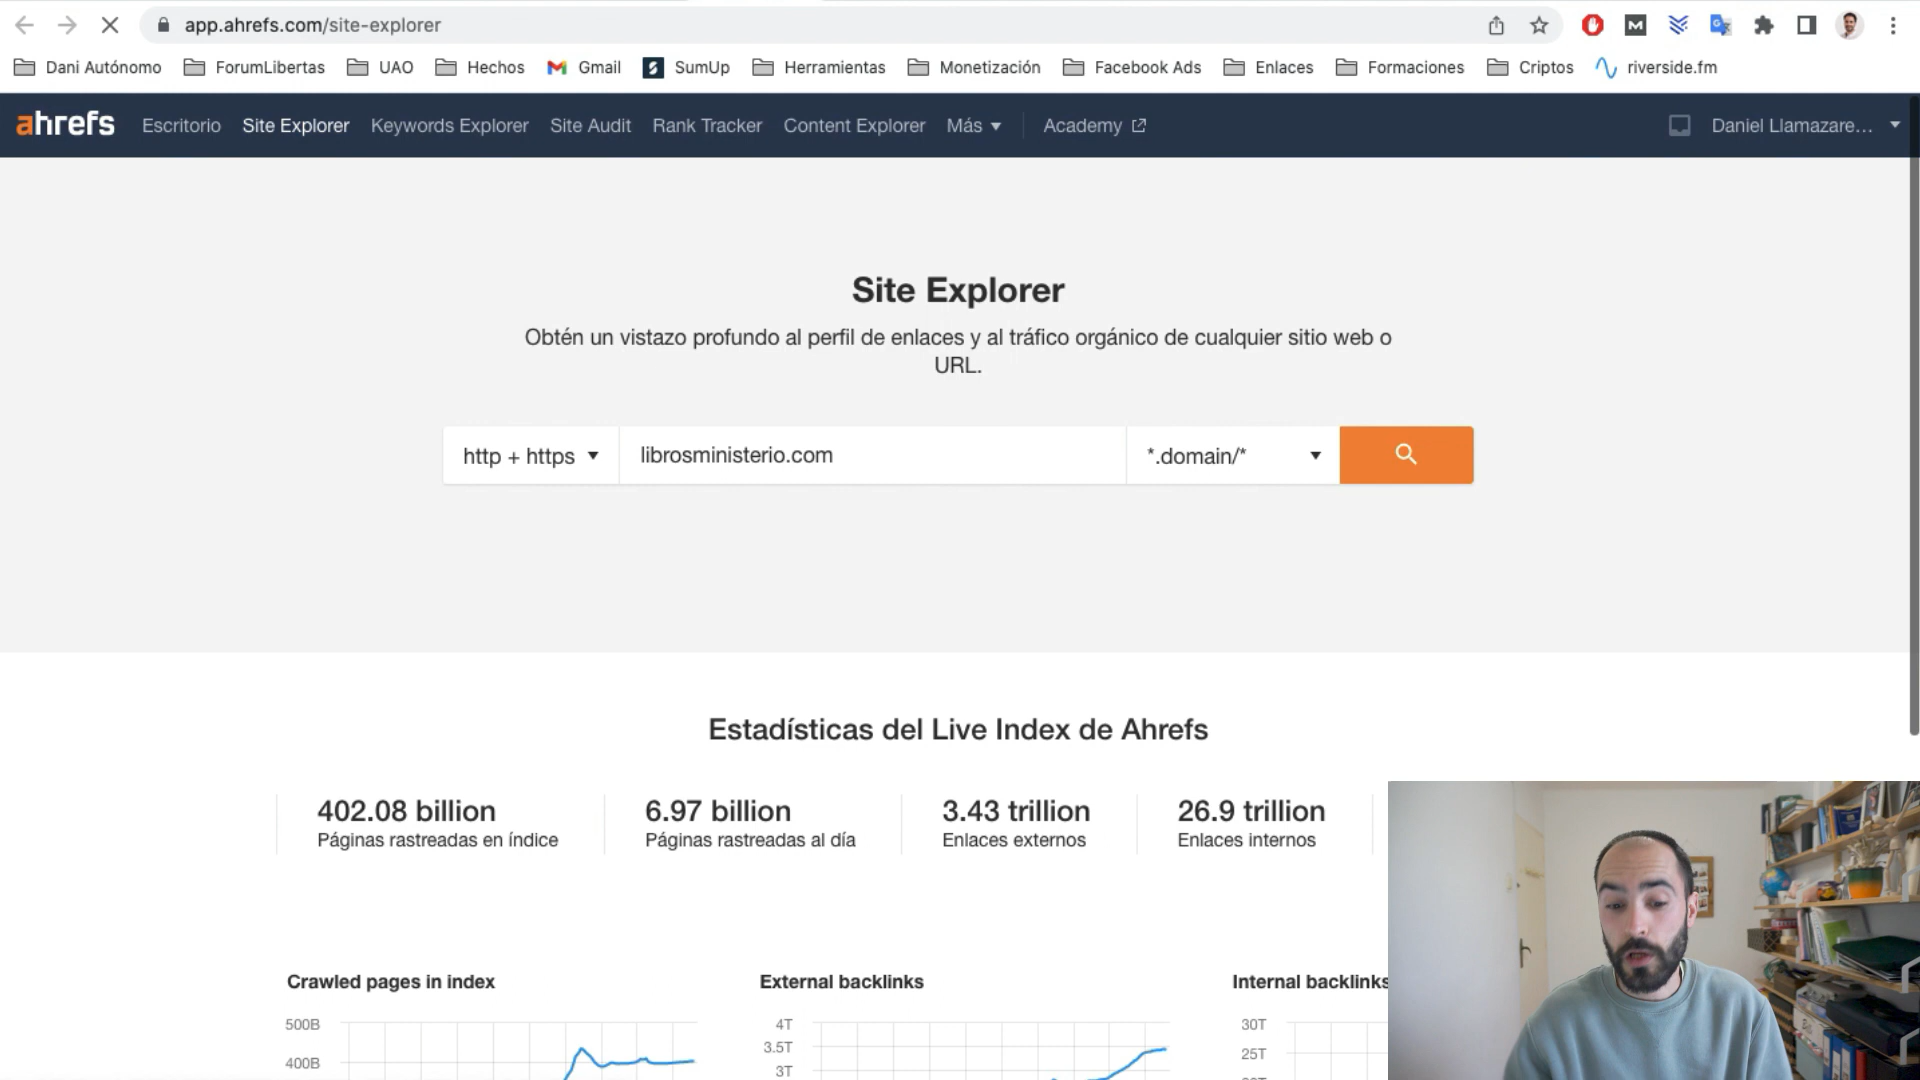 app.ahrefs.com/site-explorer
Dani Autónomo ForumLibertas UAO Hechos Gmail SumUp Herramientas Monetización Facebook Ads Enlaces Formaciones Criptos riverside.fm
ahrefs Escritorio Site Explorer Keywords Explorer Site Audit Rank Tracker Content Explorer Más Academy Daniel Llamazare...
Site Explorer
Obtén un vistazo profundo al perfil de enlaces y al tráfico orgánico de cualquier sitio web o
URL.
http + https librosministerio.com *.domain/*
Estadísticas del Live Index de Ahrefs
402.08 billion 6.97 billion 3.43 trillion 26.9 trillion
Páginas rastreadas en índice Páginas rastreadas al día Enlaces externos Enlaces internos
Crawled pages in index External backlinks Internal backlinks
500B 4T 30T
3.5T 25T
400B 3T